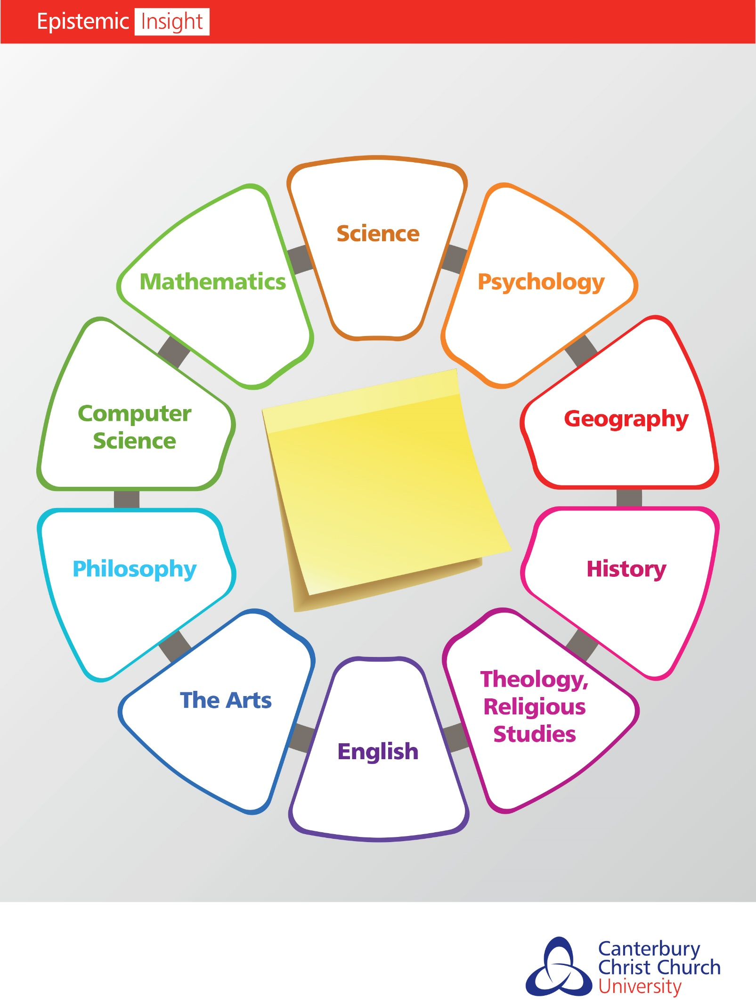 Epistemic Insight
Science
Mathematics
Psychology
Computer
Science
Geography
Philosophy
History
The Arts
Theology,
Religious
Studies
English
Canterbury
Christ Church
University